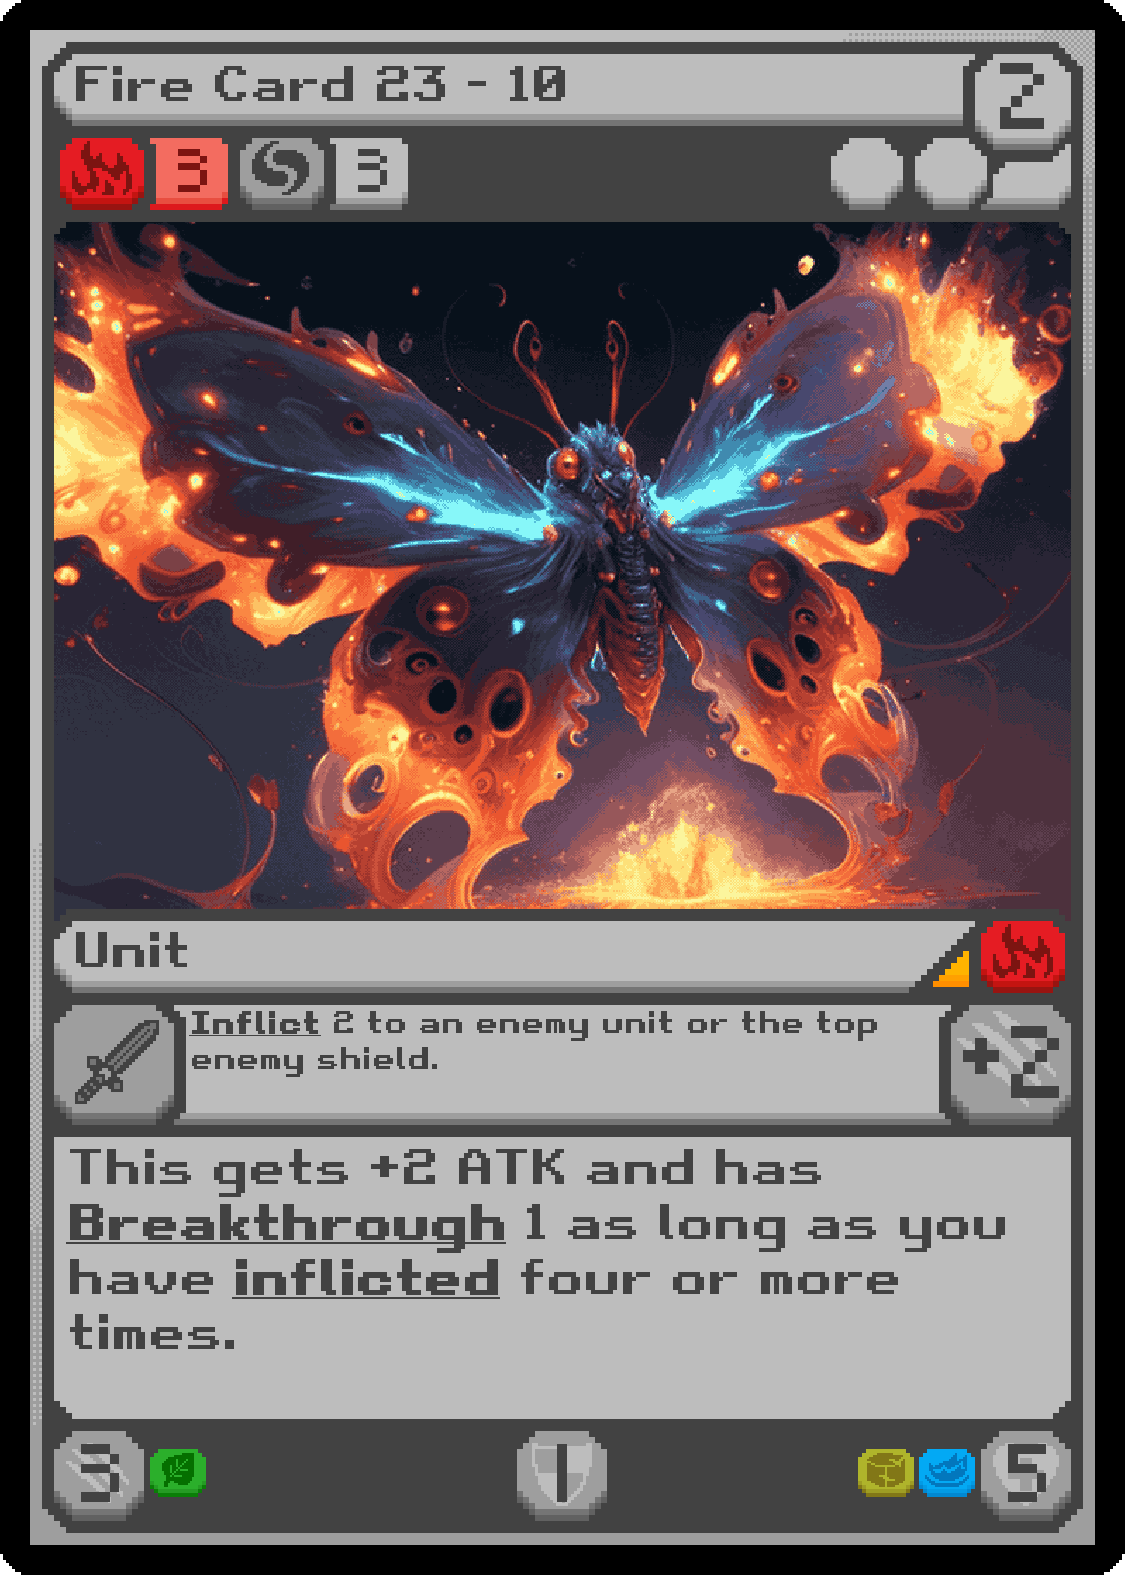 Fire Card 23 - 10
2
3 3
Unit
Inflict 2 to an enemy unit or the top
enemy shield.
+2
This gets +2 ATK and has
Breakthrough 1 as long as you
have inflicted four or more
times.
3 1 5